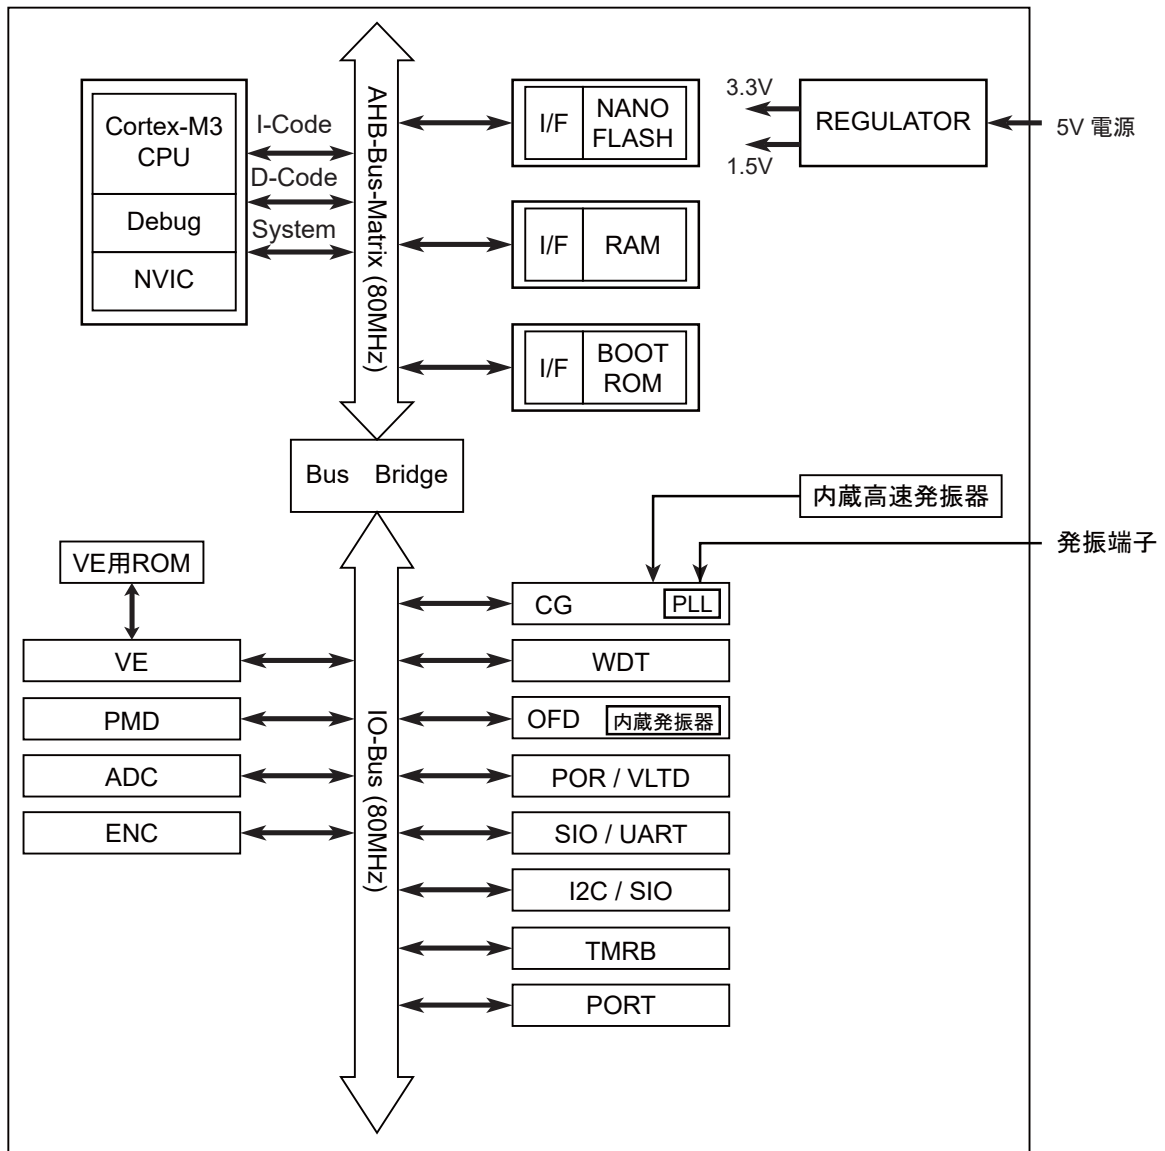 Cortex-M3
CPU
Debug
NVIC
I-Code
D-Code
System
AHB-Bus-Matrix (80MHz)
I/F
NANO
FLASH
I/F
RAM
I/F
BOOT
ROM
3.3V
1.5V
REGULATOR
5V 電源
Bus Bridge
内蔵高速発振器
発振端子
VE用ROM
VE
PMD
ADC
ENC
IO-Bus (80MHz)
CG
PLL
WDT
OFD
内蔵発振器
POR / VLTD
SIO / UART
I2C / SIO
TMRB
PORT